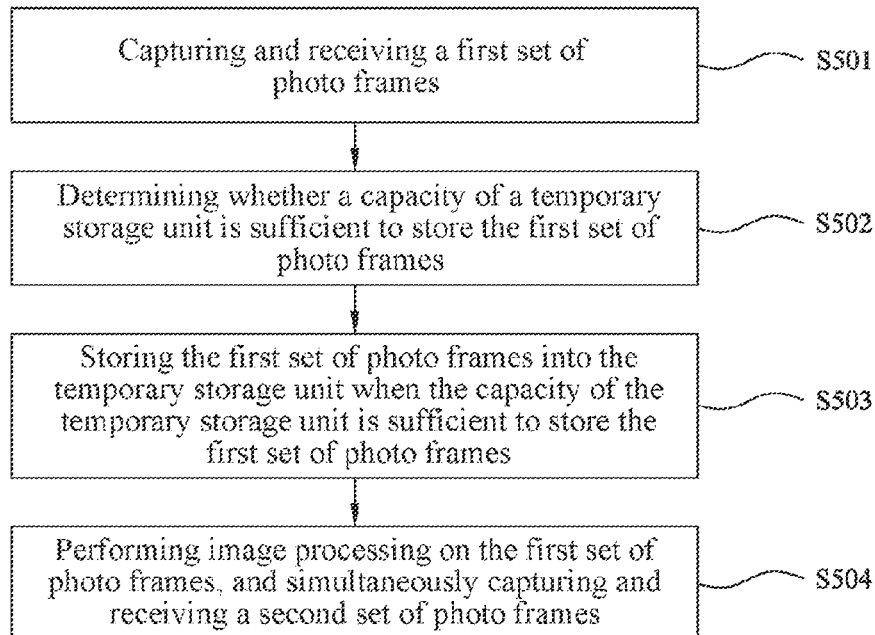 Capturing and receiving a first set of
photo frames
S501
Determining whether a capacity of a temporary
storage unit is sufficient to store the first set of
photo frames
S502
Storing the first set of photo frames into the
temporary storage unit when the capacity of the
temporary storage unit is sufficient to store the
first set of photo frames
S503
Performing image processing on the first set of
photo frames, and simultaneously capturing and
receiving a second set of photo frames
S504